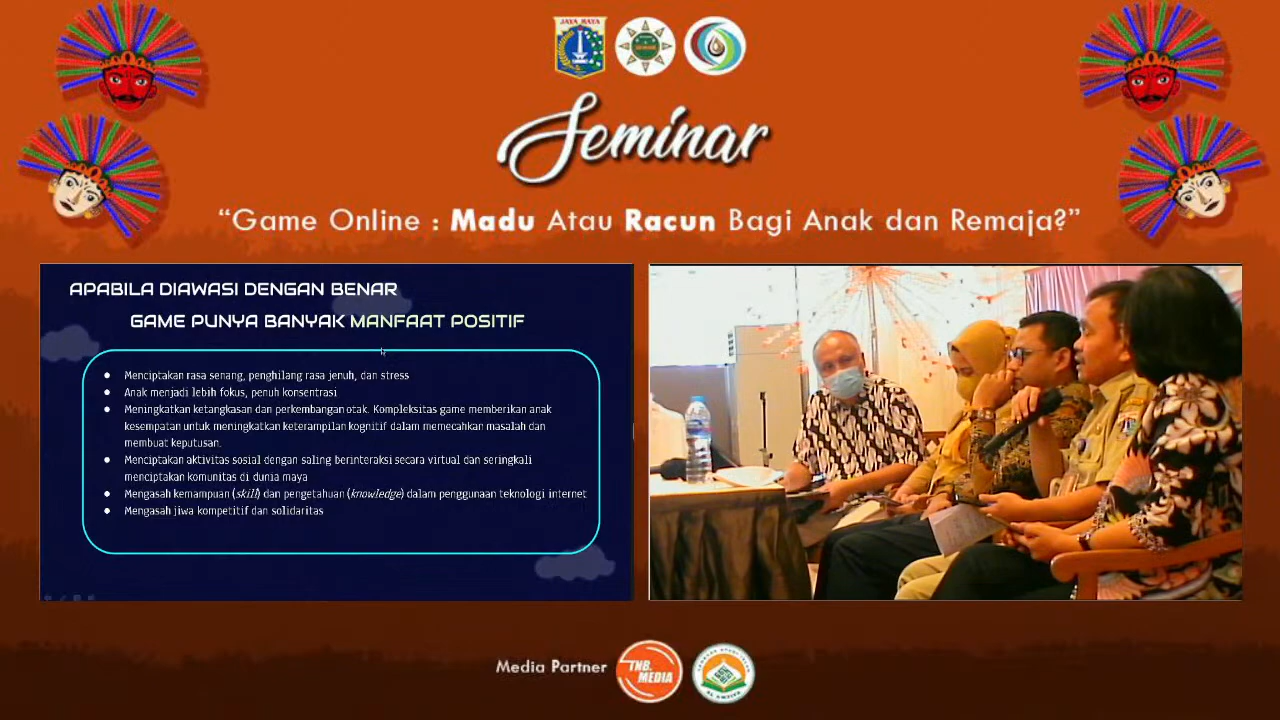 JAYA RAYA
Seminar
“Game Online : Madu Atau Racun Bagi Anak dan Remaja?”
APABILA DIAWASI DENGAN BENAR
GAME PUNYA BANYAK MANFAAT POSITIF
● Menciptakan rasa senang, penghilang rasa jenuh, dan stress
● Anak menjadi lebih fokus, penuh konsentrasi
● Meningkatkan ketangkasan dan perkembangan otak. Kompleksitas game memberikan anak
kesempatan untuk meningkatkan keterampilan kognitif dalam memecahkan masalah dan
membuat keputusan.
● Menciptakan aktivitas sosial dengan saling berinteraksi secara virtual dan seringkali
menciptakan komunitas di dunia maya
● Mengasah kemampuan (skill) dan pengetahuan (knowledge) dalam penggunaan teknologi internet
● Mengasah jiwa kompetitif dan solidaritas
Media Partner
TNB.
MEDIA